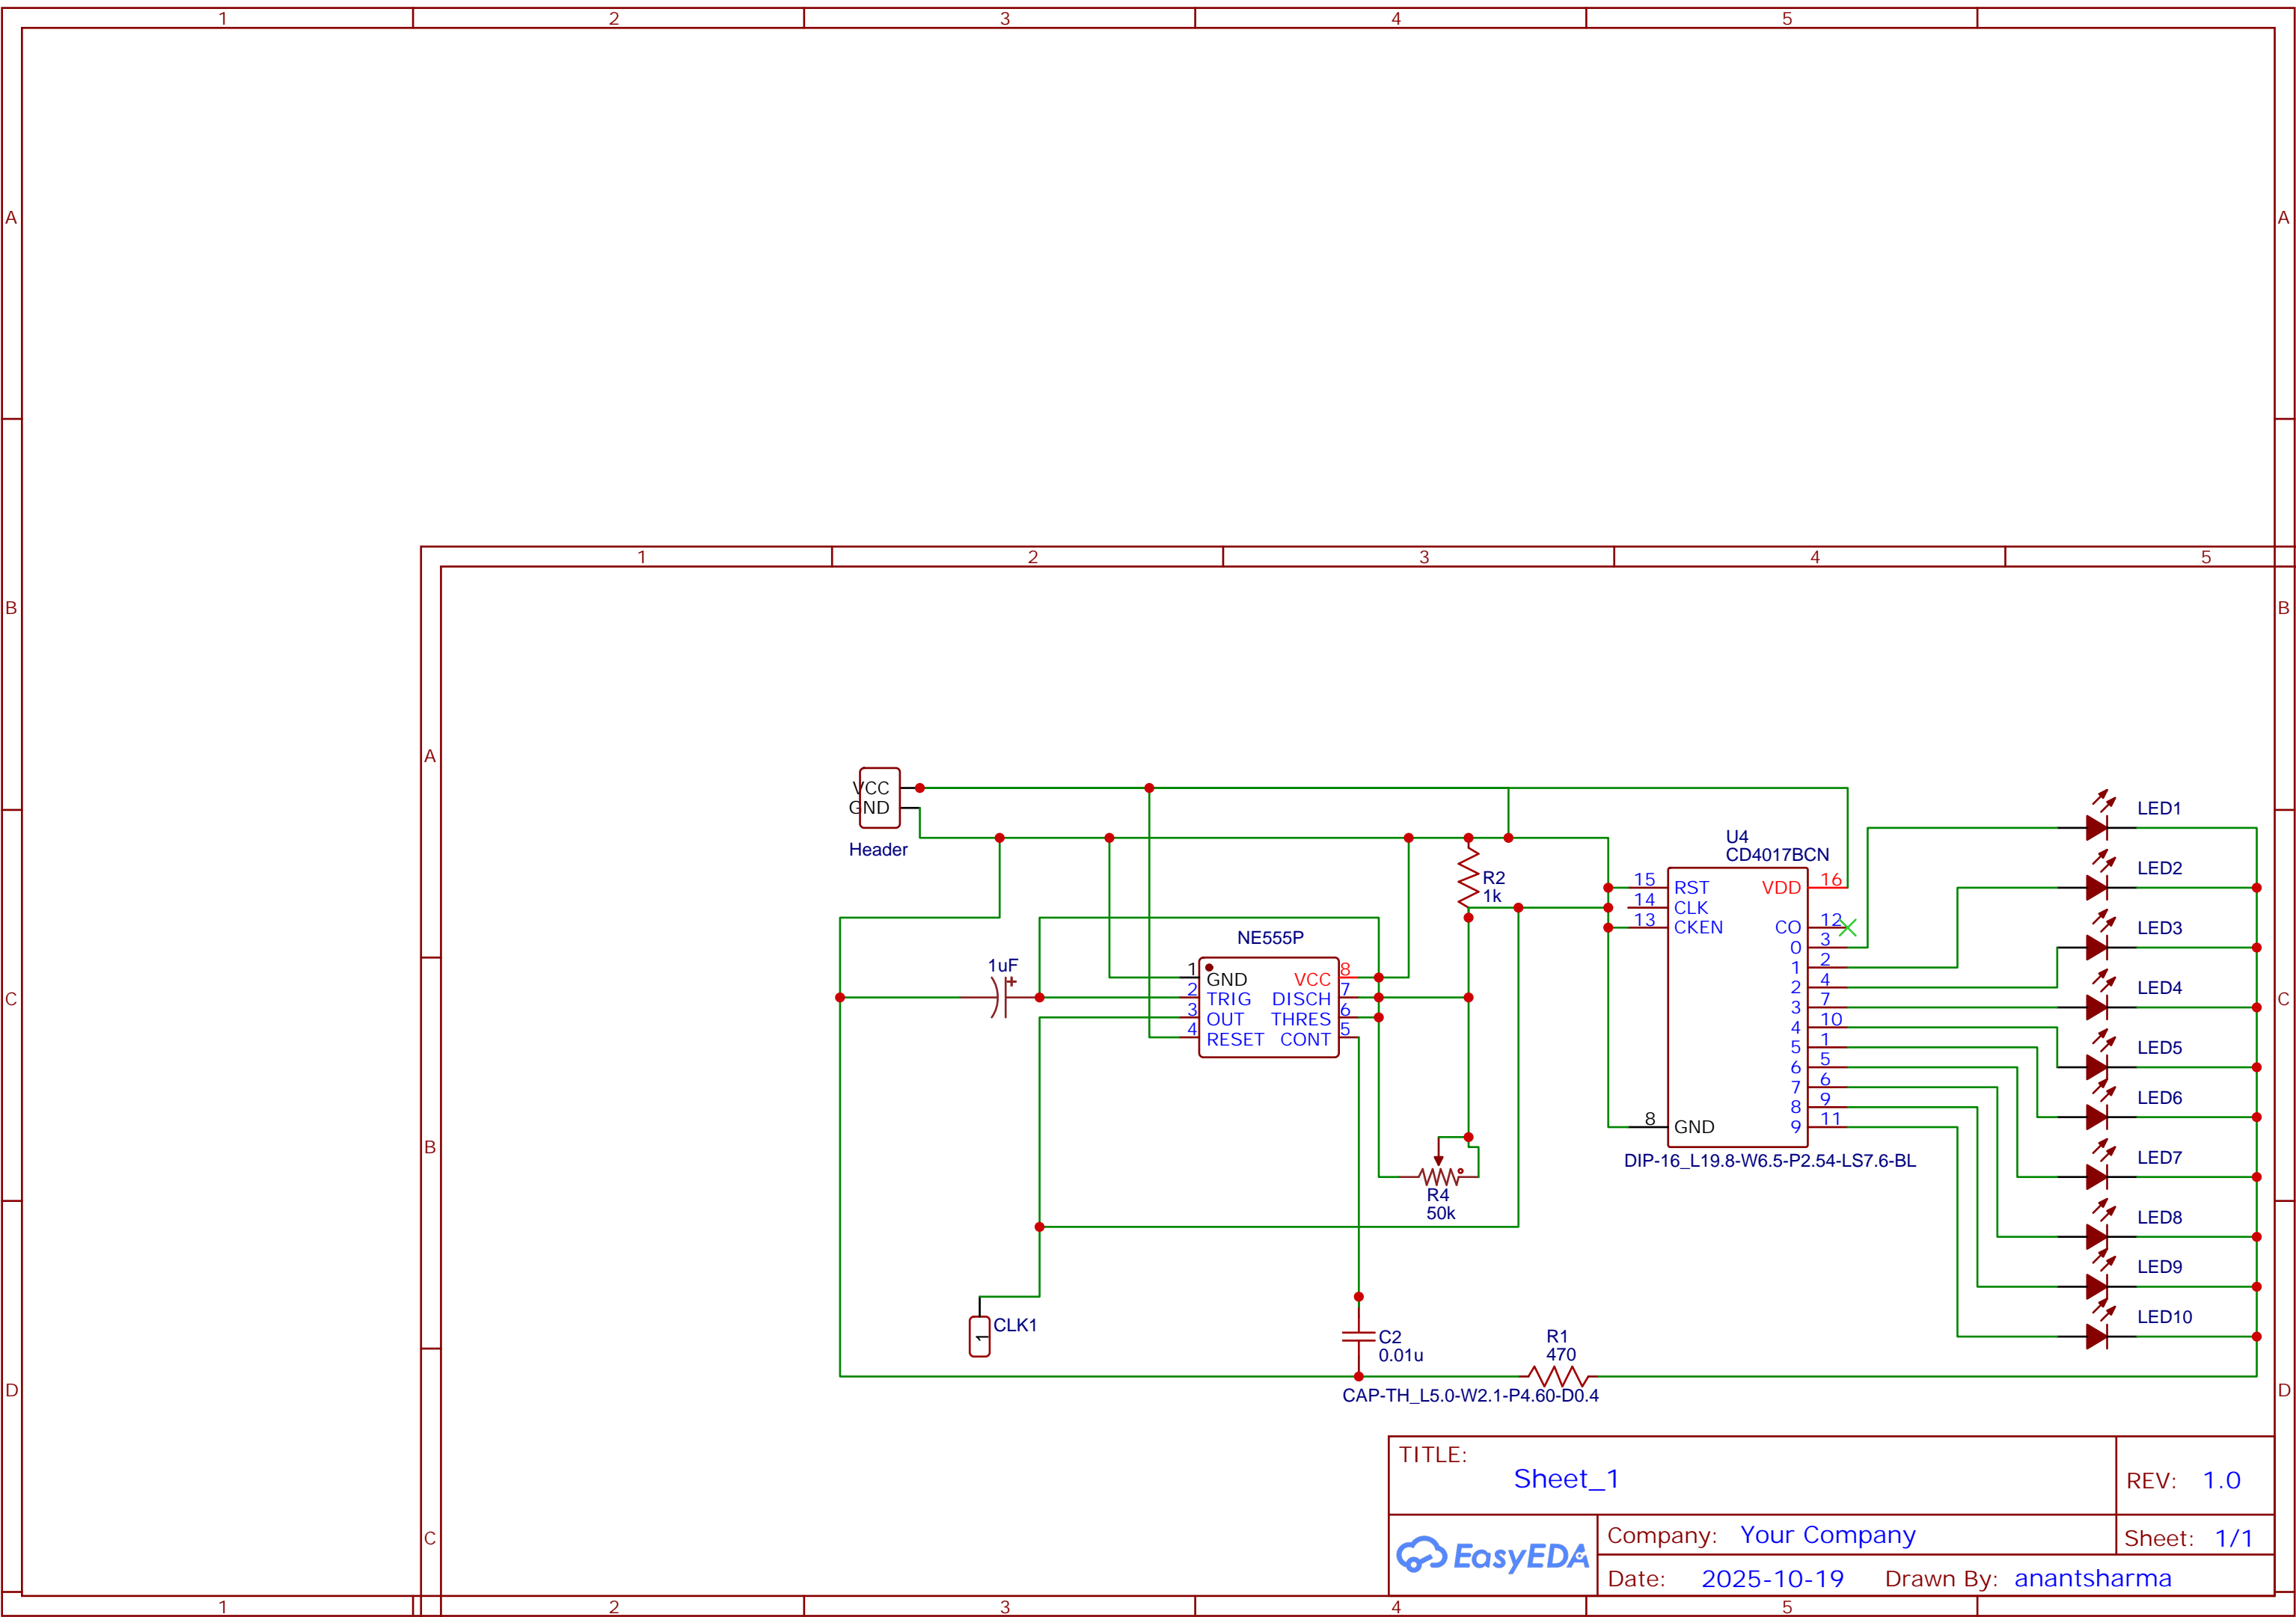 1 2 3 4 5
A A
B B
C C
D D
1 2 3 4 5
1 2 3 4 5
A
B
C
VCC
GND
Header
1uF
NE555P
1 GND VCC 8
2 TRIG DISCH 7
3 OUT THRES 6
4 RESET CONT 5
R2
1k
R4
50k
CLK1
1
C2
0.01u
CAP-TH_L5.0-W2.1-P4.60-D0.4
R1
470
U4
CD4017BCN
15 RST VDD 16
14 CLK
13 CKEN CO 12
0 3
1 2
2 4
3 7
4 10
5 1
6 5
7 6
8 9
8 GND 9 11
DIP-16_L19.8-W6.5-P2.54-LS7.6-BL
LED1
LED2
LED3
LED4
LED5
LED6
LED7
LED8
LED9
LED10
TITLE:
Sheet_1
REV: 1.0
EasyEDA
Company: Your Company
Sheet: 1/1
Date: 2025-10-19 Drawn By: anantsharma